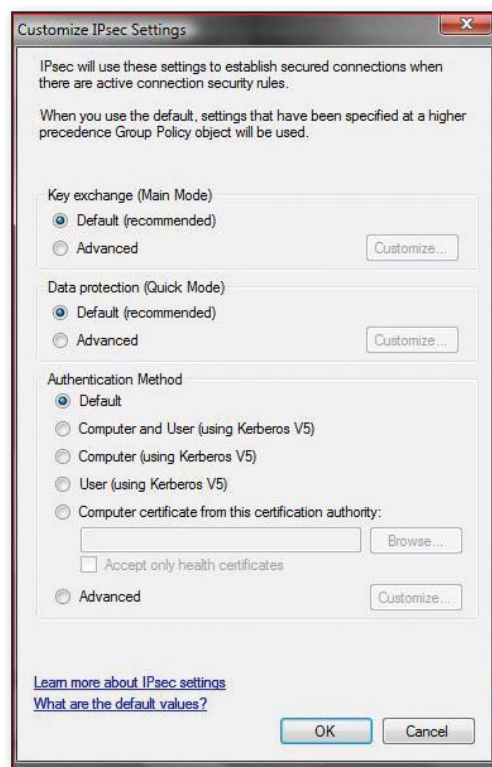 Customize IPsec Settings
IPsec will use these settings to establish secured connections when
there are active connection security rules.
When you use the default, settings that have been specified at a higher
precedence Group Policy object will be used.
Key exchange (Main Mode)
Default (recommended)
Advanced
Customize...
Data protection (Quick Mode)
Default (recommended)
Advanced
Customize...
Authentication Method
Default
Computer and User (using Kerberos V5)
Computer (using Kerberos V5)
User (using Kerberos V5)
Computer certificate from this certification authority:
Browse...
Accept only health certificates
Advanced
Customize...
Learn more about IPsec settings
What are the default values?
OK
Cancel